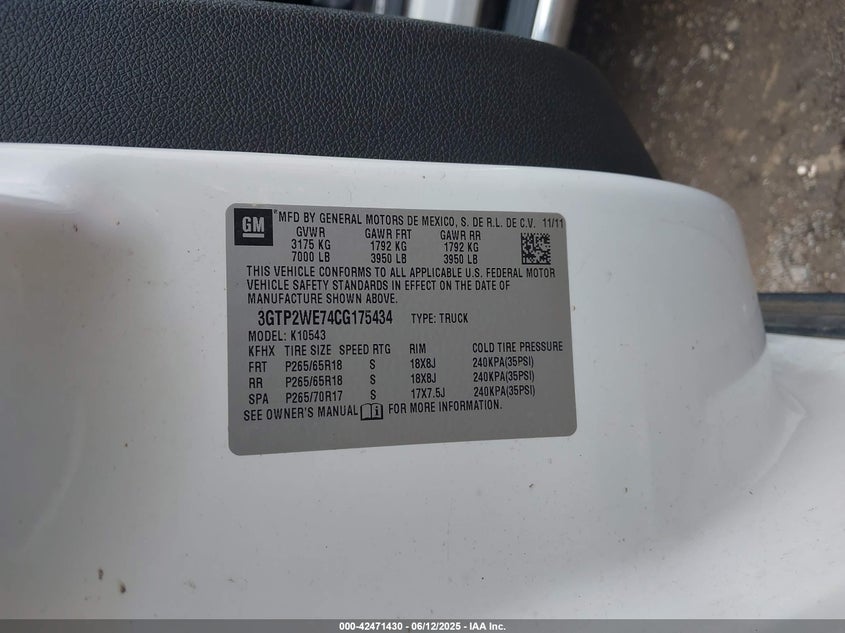 GM ® MFD BY GENERAL MOTORS DE MEXICO, S. DE R.L. DE C.V. 11/11
GVWR GAWR FRT GAWR RR
3175 KG 1792 KG 1792 KG
7000 LB 3950 LB 3950 LB
THIS VEHICLE CONFORMS TO ALL APPLICABLE U.S. FEDERAL MOTOR
VEHICLE SAFETY STANDARDS IN EFFECT ON THE DATE OF
MANUFACTURE SHOWN ABOVE.
3GTP2WE74CG175434 TYPE: TRUCK
MODEL: K10543
KFHX TIRE SIZE SPEED RTG RIM COLD TIRE PRESSURE
FRT P265/65R18 S 18X8J 240KPA(35PSI)
RR P265/65R18 S 18X8J 240KPA(35PSI)
SPA P265/70R17 S 17X7.5J 240KPA(35PSI)
SEE OWNER'S MANUAL FOR MORE INFORMATION.
000-42471430 - 06/12/2025 - IAA Inc.